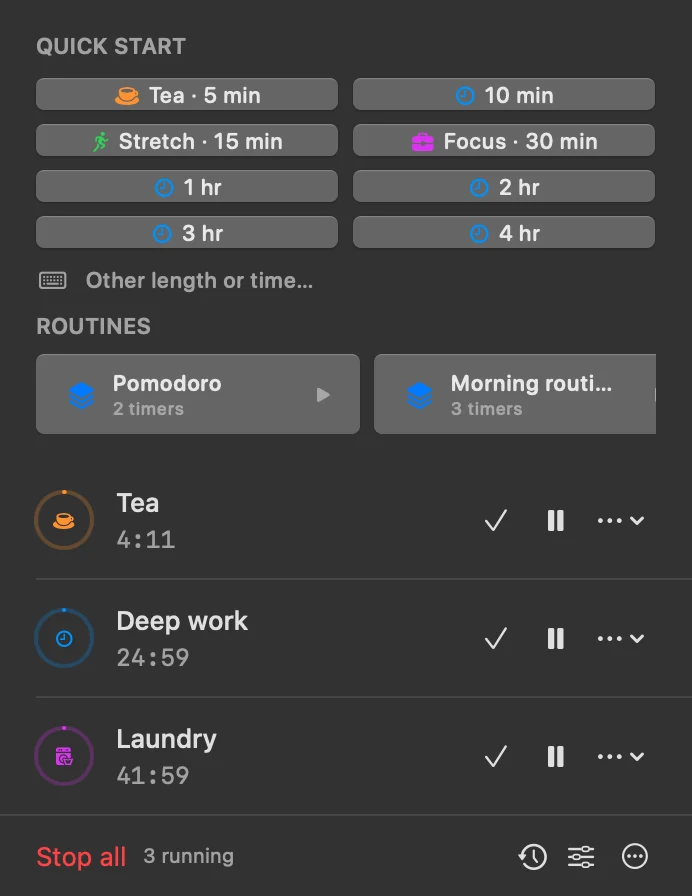 QUICK START
Tea · 5 min
10 min
Stretch · 15 min
Focus · 30 min
1 hr
2 hr
3 hr
4 hr
Other length or time...
ROUTINES
Pomodoro
2 timers
Morning routi...
3 timers
Tea
4:11
Deep work
24:59
Laundry
41:59
Stop all
3 running